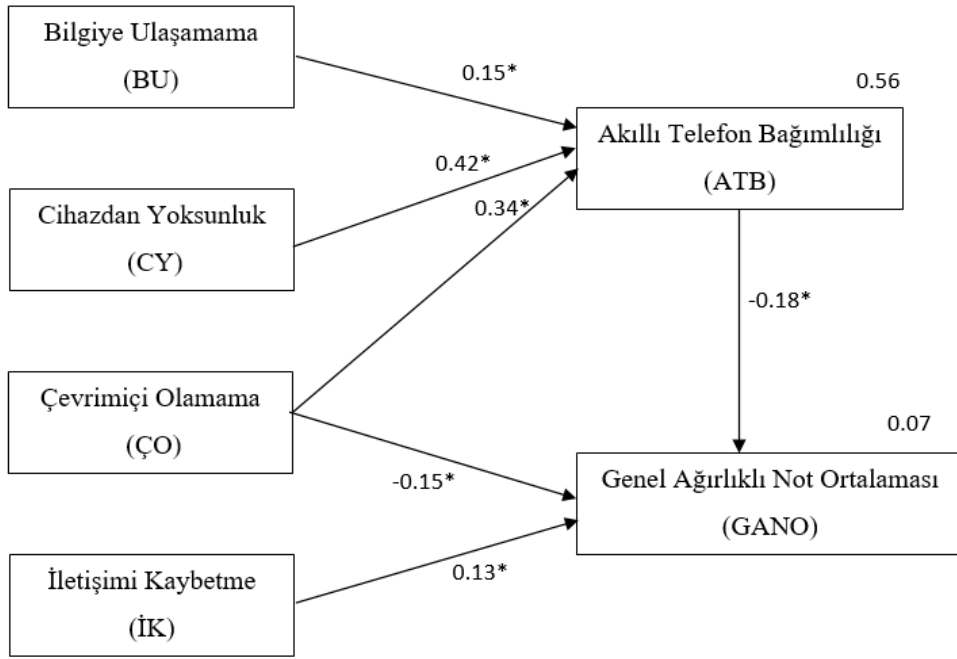 Bilgiye Ulaşamama
(BU)
0.15*
0.56
Akıllı Telefon Bağımlılığı
(ATB)
0.42*
Cihazdan Yoksunluk
(CY)
0.34*
-0.18*
Çevrimiçi Olamama
(ÇO)
0.07
-0.15*
Genel Ağırlıklı Not Ortalaması
(GANO)
0.13*
İletişimi Kaybetme
(İK)